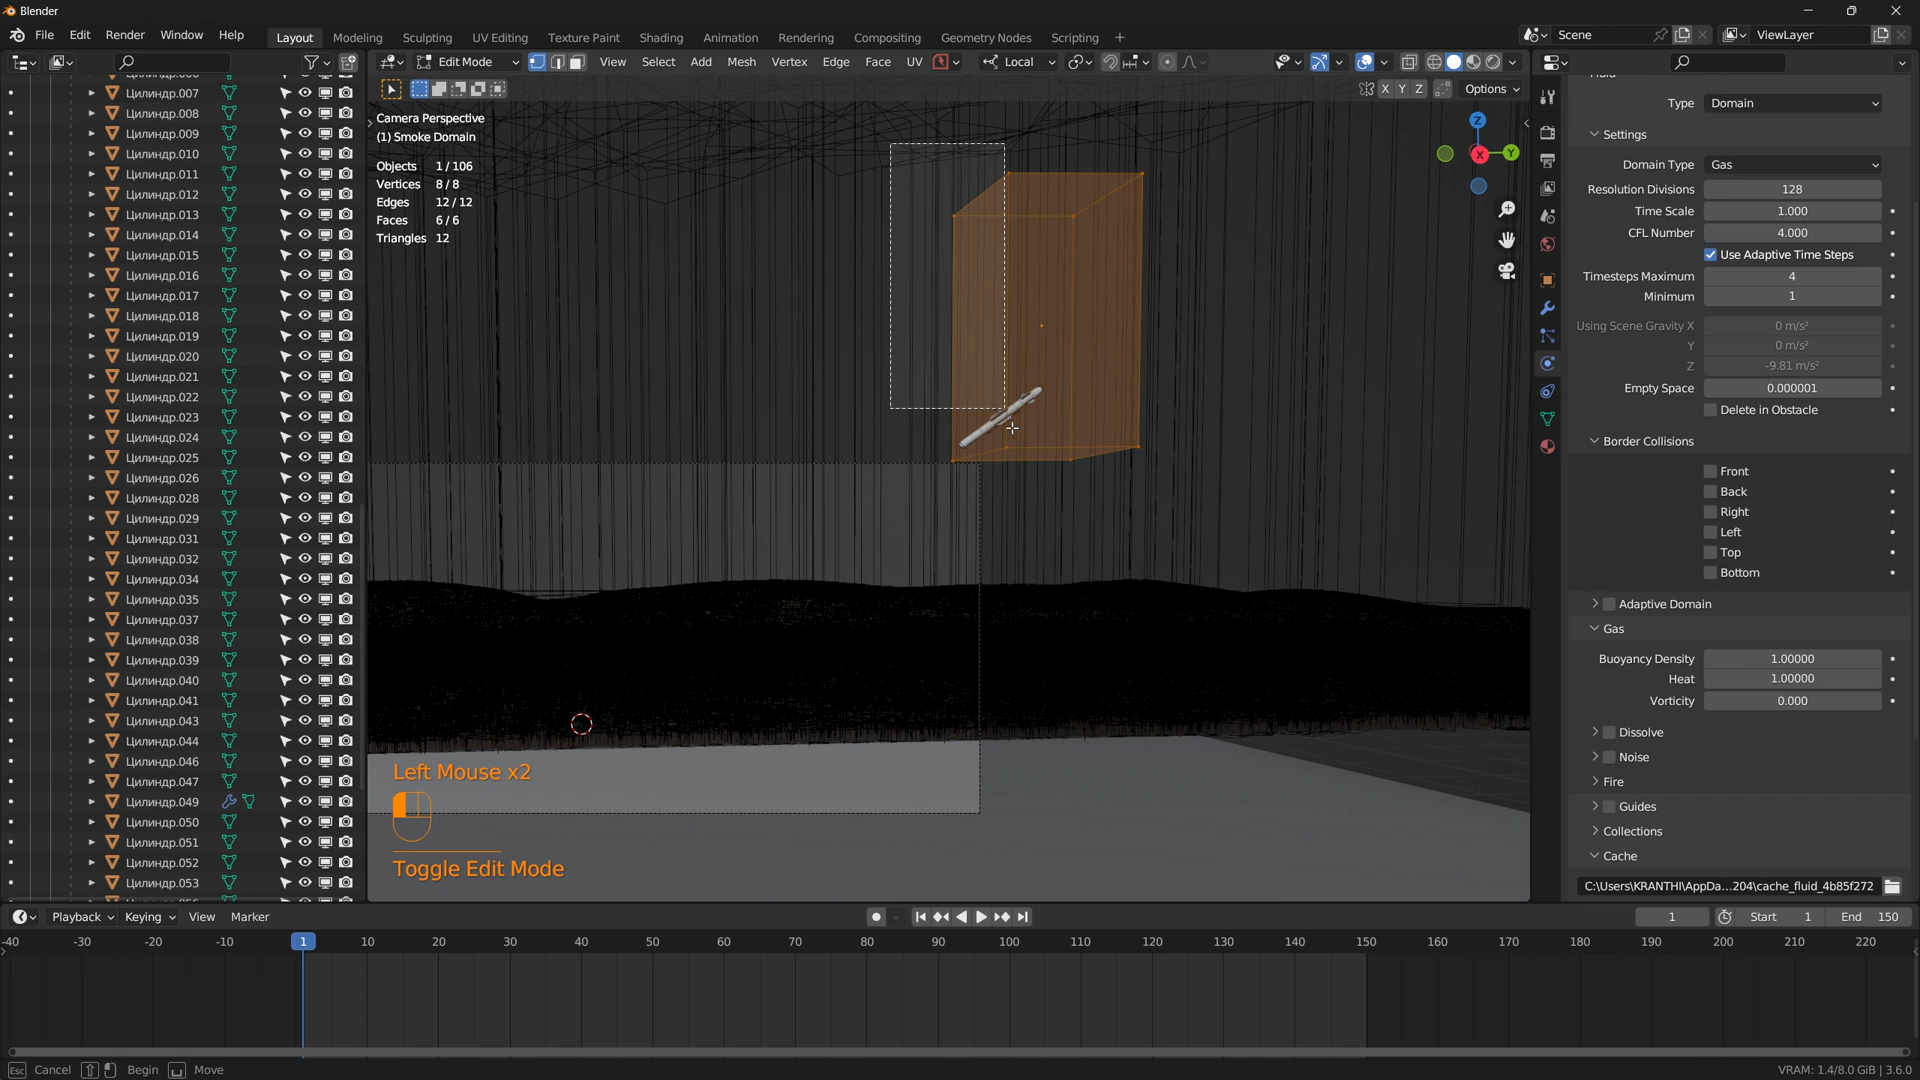 Blender
File Edit Render Window Help
Layout Modeling Sculpting UV Editing Texture Paint Shading Animation Rendering Compositing Geometry Nodes Scripting +
Scene
ViewLayer
Edit Mode
View Select Add Mesh Vertex Edge Face UV
Local
X Y Z
Options
Цилиндр.007
Цилиндр.008
Цилиндр.009
Цилиндр.010
Цилиндр.011
Цилиндр.012
Цилиндр.013
Цилиндр.014
Цилиндр.015
Цилиндр.016
Цилиндр.017
Цилиндр.018
Цилиндр.019
Цилиндр.020
Цилиндр.021
Цилиндр.022
Цилиндр.023
Цилиндр.024
Цилиндр.025
Цилиндр.026
Цилиндр.028
Цилиндр.029
Цилиндр.031
Цилиндр.032
Цилиндр.034
Цилиндр.035
Цилиндр.037
Цилиндр.038
Цилиндр.039
Цилиндр.040
Цилиндр.041
Цилиндр.043
Цилиндр.044
Цилиндр.046
Цилиндр.047
Цилиндр.049
Цилиндр.050
Цилиндр.051
Цилиндр.052
Цилиндр.053
Camera Perspective
(1) Smoke Domain
Objects 1/106
Vertices 8/8
Edges 12/12
Faces 6/6
Triangles 12
Z
X
Y
Left Mouse x2
Toggle Edit Mode
Type Domain
Settings
Domain Type Gas
Resolution Divisions 128
Time Scale 1.000
CFL Number 4.000
Use Adaptive Time Steps
Timesteps Maximum 4
Minimum 1
Using Scene Gravity X 0 m/s²
Y 0 m/s²
Z -9.81 m/s²
Empty Space 0.000001
Delete in Obstacle
Border Collisions
Front
Back
Right
Left
Top
Bottom
Adaptive Domain
Gas
Buoyancy Density 1.00000
Heat 1.00000
Vorticity 0.000
Dissolve
Noise
Fire
Guides
Collections
Cache
C:\Users\KRANTHI\AppDa...204\cache_fluid_4b85f272
Playback Keying View Marker
1 Start 1 End 150
-40 -30 -20 -10 1 10 20 30 40 50 60 70 80 90 100 110 120 130 140 150 160 170 180 190 200 210 220
Esc Cancel Begin Move
VRAM: 1.4/8.0 GiB | 3.6.0